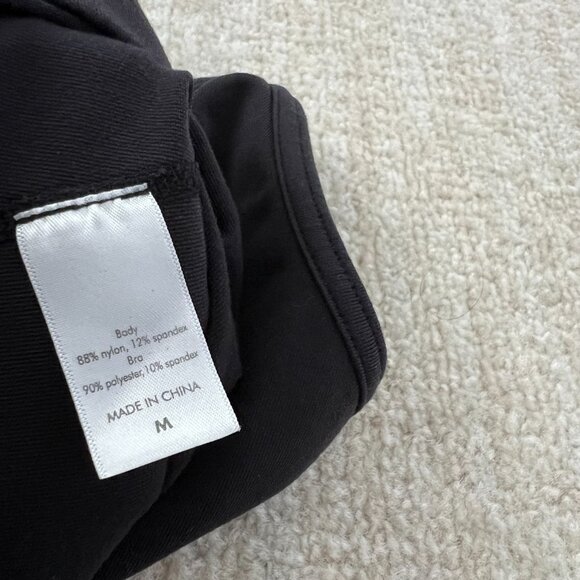 Body
88% nylon, 12% spandex
Bra
90% polyester, 10% spandex
MADE IN CHINA
M